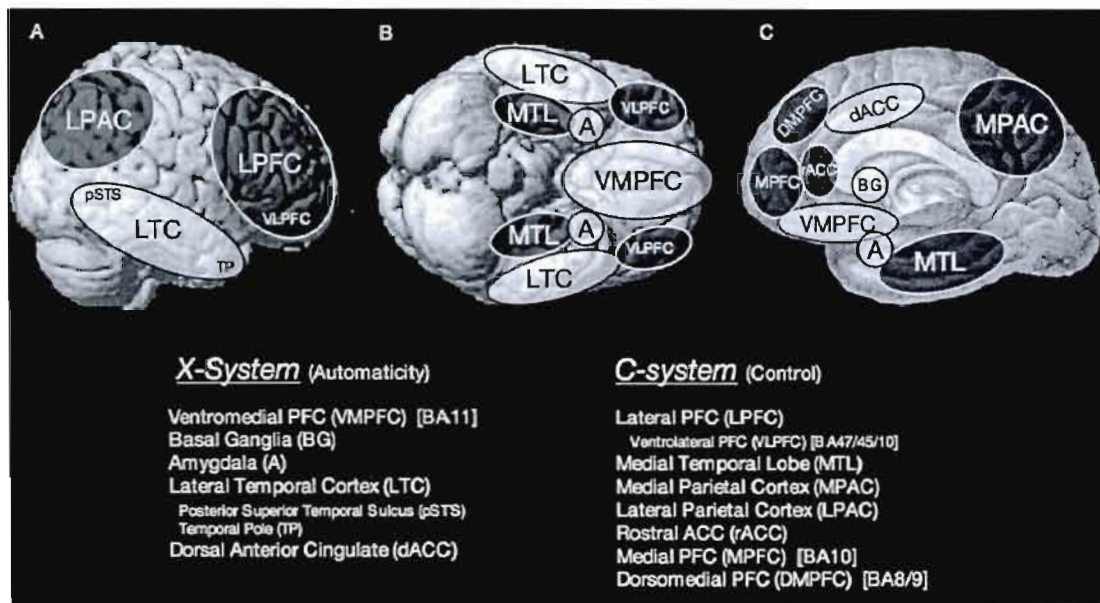 A
B
C
LPAC
LPFC
VLPFC
pSTS
LTC
TP
LTC
MTL
VLPFC
A
VMPFC
MTL
A
VLPFC
LTC
DMPFC
dACC
MPAC
MPFC
rACC
BG
VMPFC
A
MTL
X-System (Automaticity)
Ventromedial PFC (VMPFC) [BA11]
Basal Ganglia (BG)
Amygdala (A)
Lateral Temporal Cortex (LTC)
Posterior Superior Temporal Sulcus (pSTS)
Temporal Pole (TP)
Dorsal Anterior Cingulate (dACC)
C-system (Control)
Lateral PFC (LPFC)
Ventrolateral PFC (VLPFC) [BA47/45/10]
Medial Temporal Lobe (MTL)
Medial Parietal Cortex (MPAC)
Lateral Parietal Cortex (LPAC)
Rostral ACC (rACC)
Medial PFC (MPFC) [BA10]
Dorsomedial PFC (DMPFC) [BA8/9]